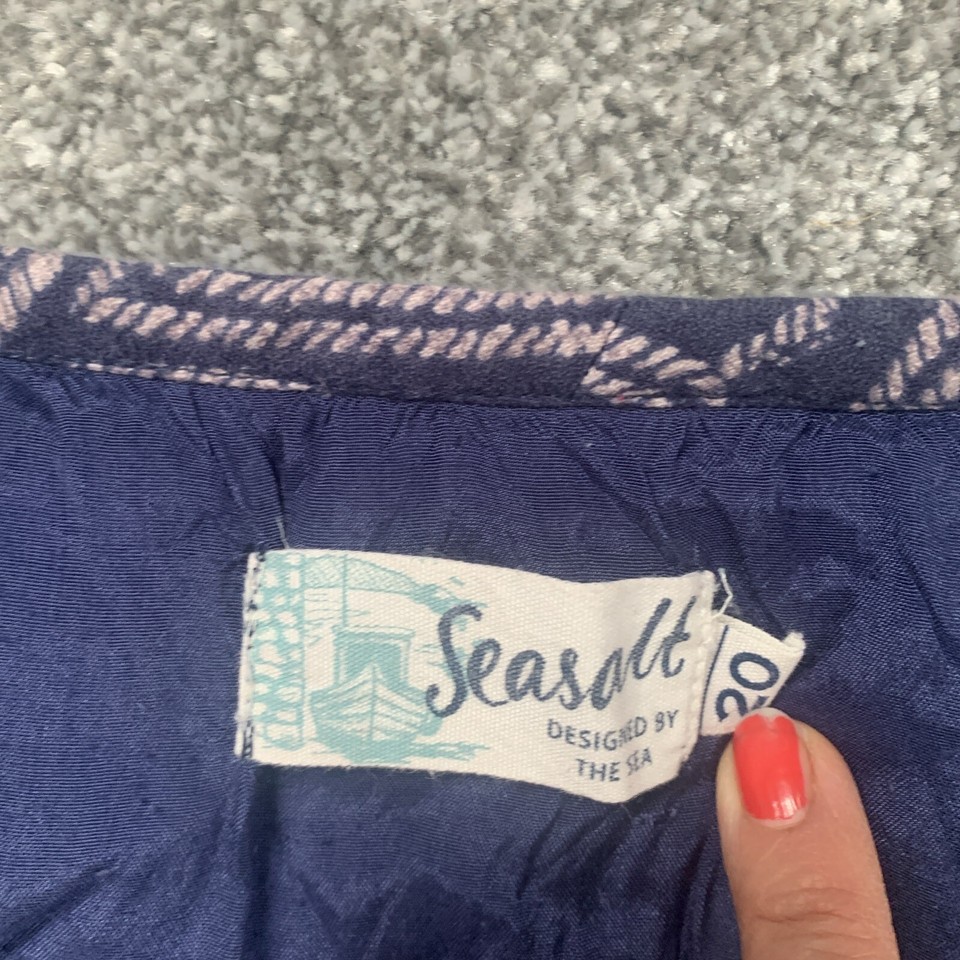 Seasalt
DESIGNED BY
THE SEA
20